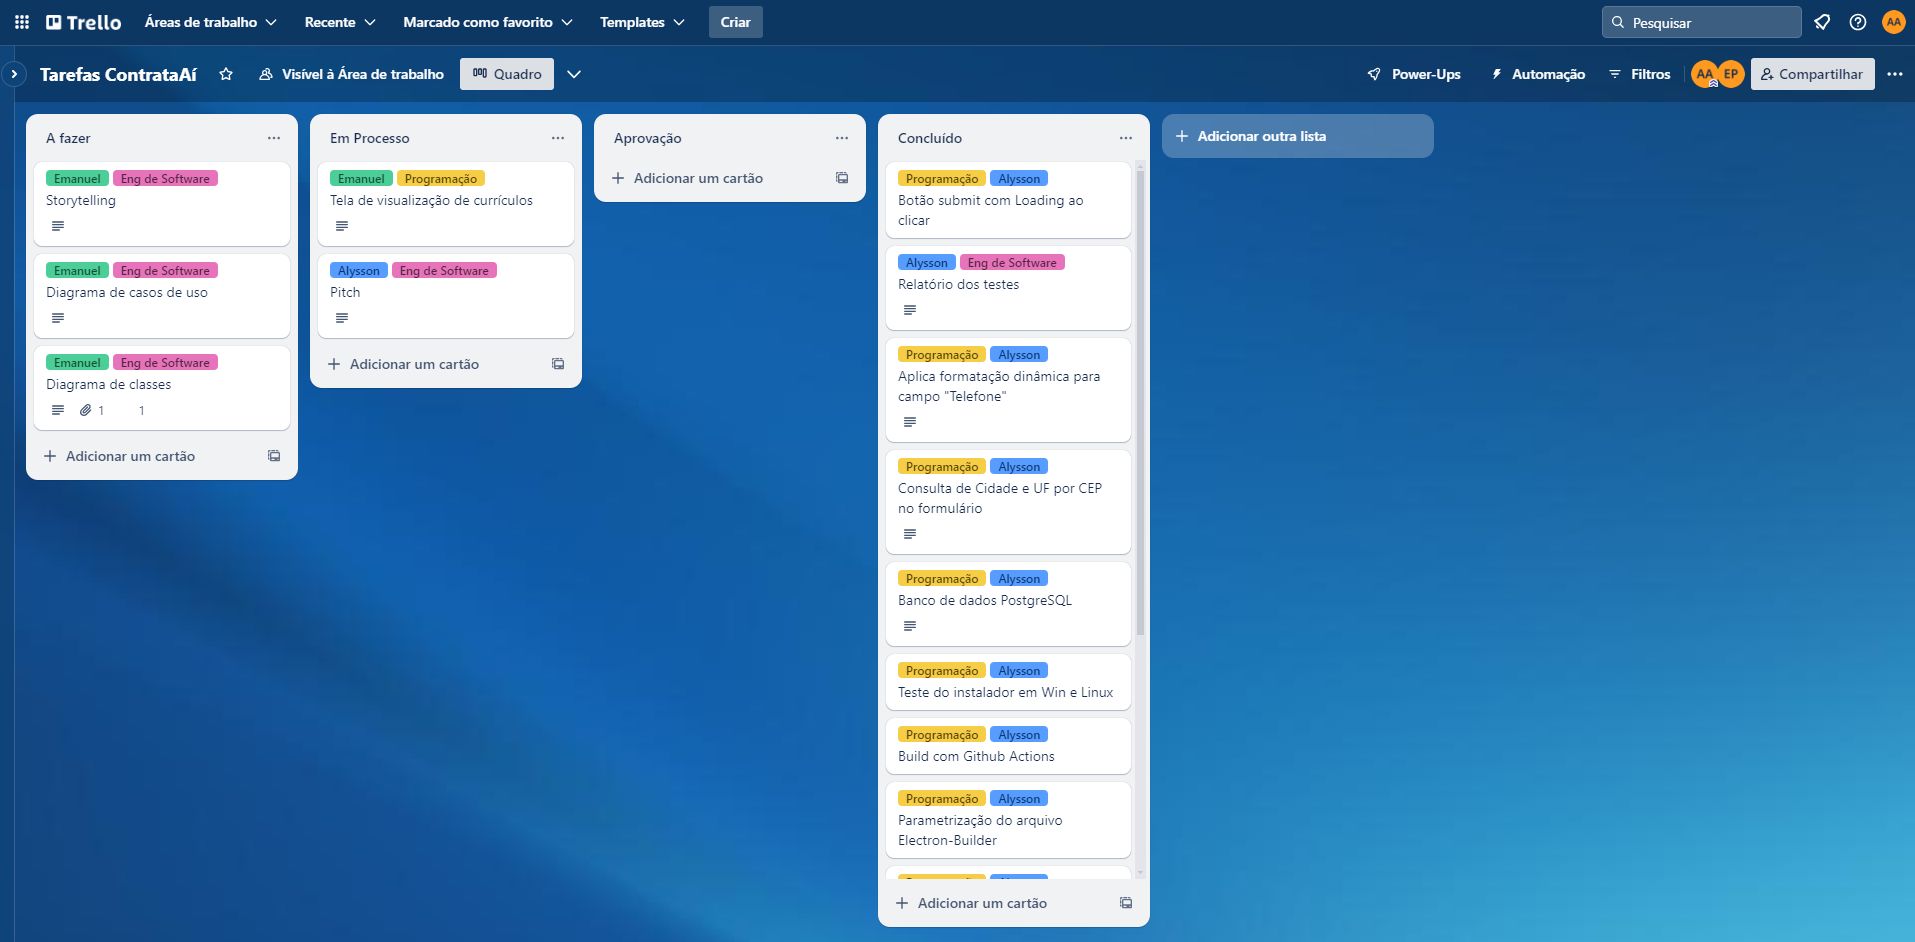 Trello
Áreas de trabalho
Recente
Marcado como favorito
Templates
Criar
Pesquisar
AA
Tarefas ContrataAí
Visível à Área de trabalho
Quadro
Power-Ups
Automação
Filtros
AA
EP
Compartilhar
A fazer
Emanuel Eng de Software
Storytelling
Emanuel Eng de Software
Diagrama de casos de uso
Emanuel Eng de Software
Diagrama de classes
1 1
Adicionar um cartão
Em Processo
Emanuel Programação
Tela de visualização de currículos
Alysson Eng de Software
Pitch
Adicionar um cartão
Aprovação
Adicionar um cartão
Concluído
Programação Alysson
Botão submit com Loading ao
clicar
Alysson Eng de Software
Relatório dos testes
Programação Alysson
Aplica formatação dinâmica para
campo "Telefone"
Programação Alysson
Consulta de Cidade e UF por CEP
no formulário
Programação Alysson
Banco de dados PostgreSQL
Programação Alysson
Teste do instalador em Win e Linux
Programação Alysson
Build com Github Actions
Programação Alysson
Parametrização do arquivo
Electron-Builder
Adicionar um cartão
Adicionar outra lista